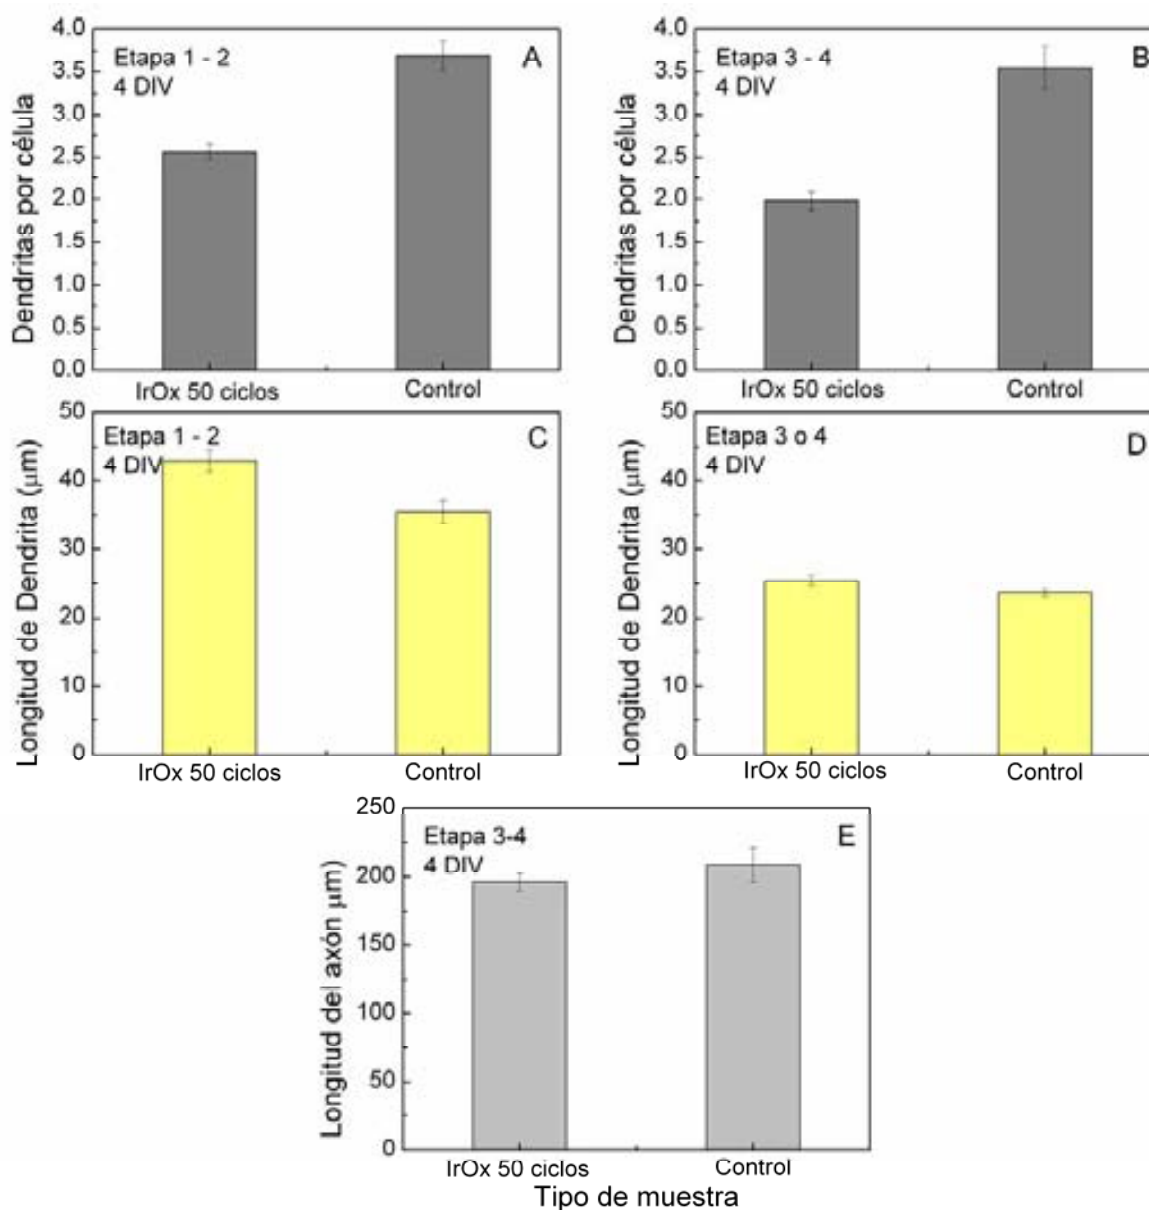 Etapa 1 - 2
4 DIV
A
Dendritas por célula
4.0
3.5
3.0
2.5
2.0
1.5
1.0
0.5
0.0
IrOx 50 ciclos
Control
Etapa 3 - 4
4 DIV
B
Dendritas por célula
4.0
3.5
3.0
2.5
2.0
1.5
1.0
0.5
0.0
IrOx 50 ciclos
Control
Etapa 1 - 2
4 DIV
C
Longitud de Dendrita (μm)
50
40
30
20
10
0
IrOx 50 ciclos
Control
Etapa 3 o 4
4 DIV
D
Longitud de Dendrita (μm)
50
40
30
20
10
0
IrOx 50 ciclos
Control
Etapa 3-4
4 DIV
E
Longitud del axón μm)
250
200
150
100
50
0
IrOx 50 ciclos
Control
Tipo de muestra